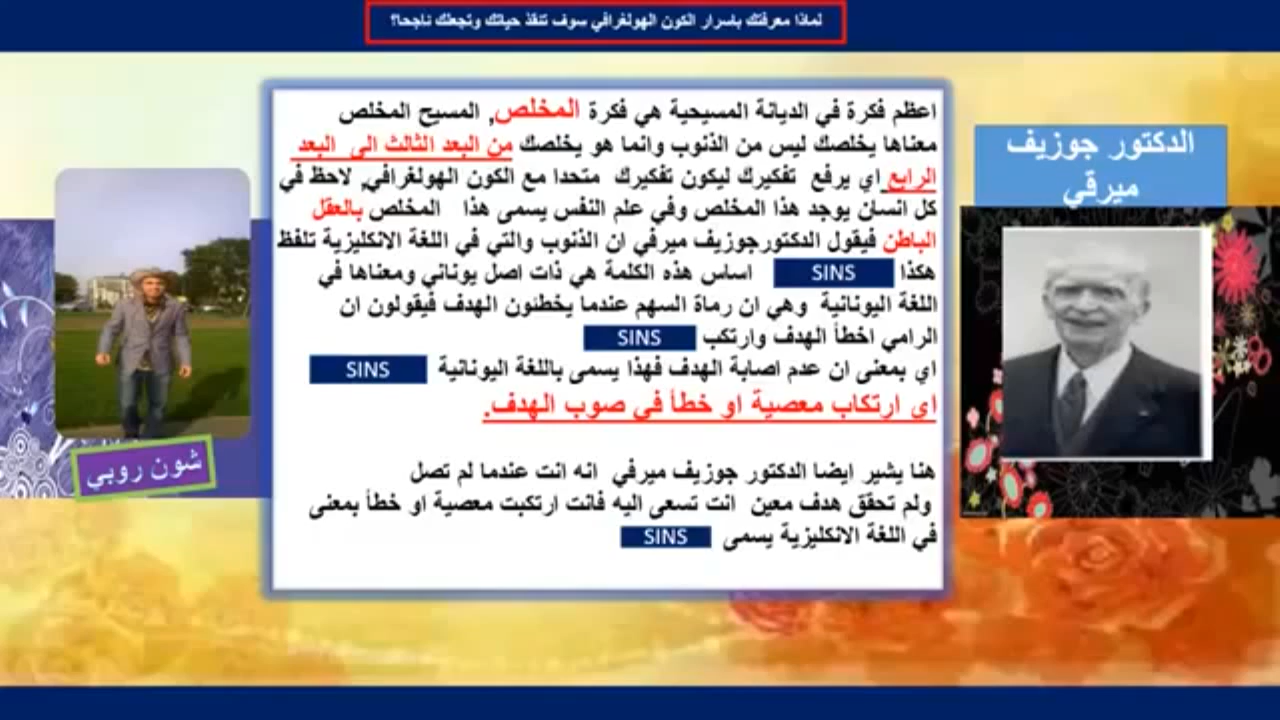 لماذا معرفتك باسرار الكون الهولغرافي سوف تنقذ حياتك وتجعلك ناجحا؟
الدكتور جوزيف
ميرفي
اعظم فكرة في الديانة المسيحية هي فكرة المخلص, المسيح المخلص
معناها يخلصك ليس من الذنوب وانما هو يخلصك من البعد الثالث الى البعد
الرابع اي يرفع تفكيرك ليكون تفكيرك متحدا مع الكون الهولغرافي, لاحظ في
كل انسان يوجد هذا المخلص وفي علم النفس يسمى هذا المخلص بالعقل
الباطن فيقول الدكتورجوزيف ميرفي ان الذنوب والتي في اللغة الانكليزية تلفظ
هكذا SINS اساس هذه الكلمة هي ذات اصل يوناني ومعناها في
اللغة اليونانية وهي ان رماة السهم عندما يخطئون الهدف فيقولون ان
الرامي اخطأ الهدف وارتكب SINS
اي بمعنى ان عدم اصابة الهدف فهذا يسمى باللغة اليونانية SINS
اي ارتكاب معصية او خطأ في صوب الهدف.
هنا يشير ايضا الدكتور جوزيف ميرفي انه انت عندما لم تصل
ولم تحقق هدف معين انت تسعى اليه فانت ارتكبت معصية او خطأ بمعنى
في اللغة الانكليزية يسمى SINS
شون روبي